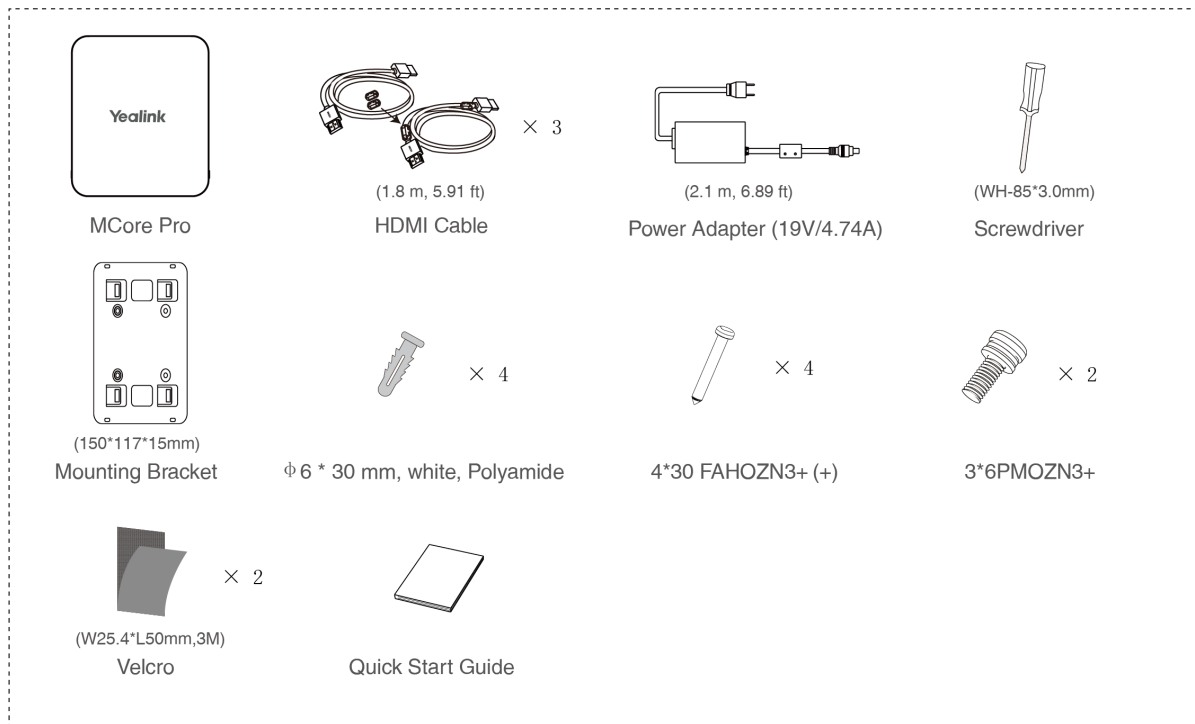 Yealink
× 3
(1.8 m, 5.91 ft)
(2.1 m, 6.89 ft)
(WH-85*3.0mm)
MCore Pro
HDMI Cable
Power Adapter (19V/4.74A)
Screwdriver
× 4
× 4
× 2
(150*117*15mm)
Mounting Bracket
Φ6 * 30 mm, white, Polyamide
4*30 FAHOZN3+ (+)
3*6PMOZN3+
× 2
(W25.4*L50mm,3M)
Velcro
Quick Start Guide